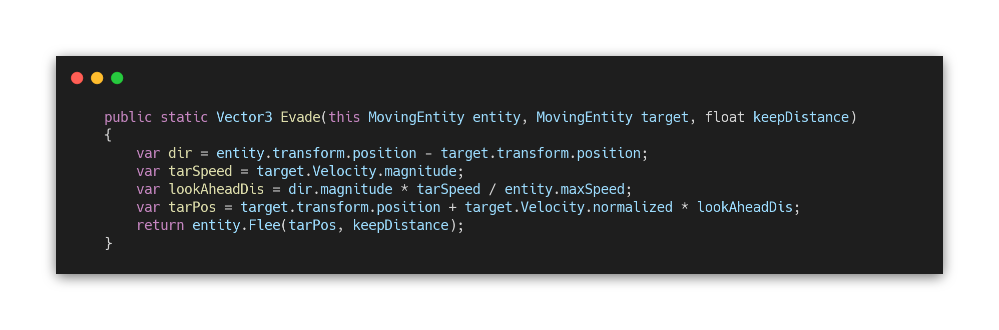 public static Vector3 Evade(this MovingEntity entity, MovingEntity target, float keepDistance)
{
    var dir = entity.transform.position - target.transform.position;
    var tarSpeed = target.Velocity.magnitude;
    var lookAheadDis = dir.magnitude * tarSpeed / entity.maxSpeed;
    var tarPos = target.transform.position + target.Velocity.normalized * lookAheadDis;
    return entity.Flee(tarPos, keepDistance);
}